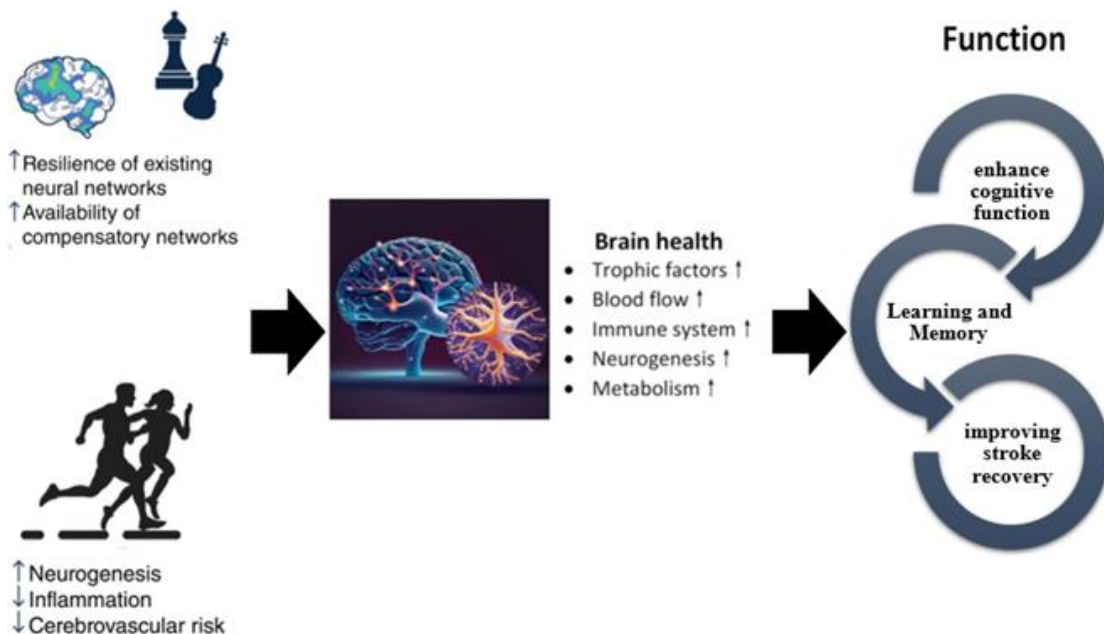 ↑Resilience of existing
neural networks
↑Availability of
compensatory networks
↑Neurogenesis
↓Inflammation
↓Cerebrovascular risk
Brain health
• Trophic factors ↑
• Blood flow ↑
• Immune system ↑
• Neurogenesis ↑
• Metabolism ↑
Function
enhance
cognitive
function
Learning and
Memory
improving
stroke
recovery